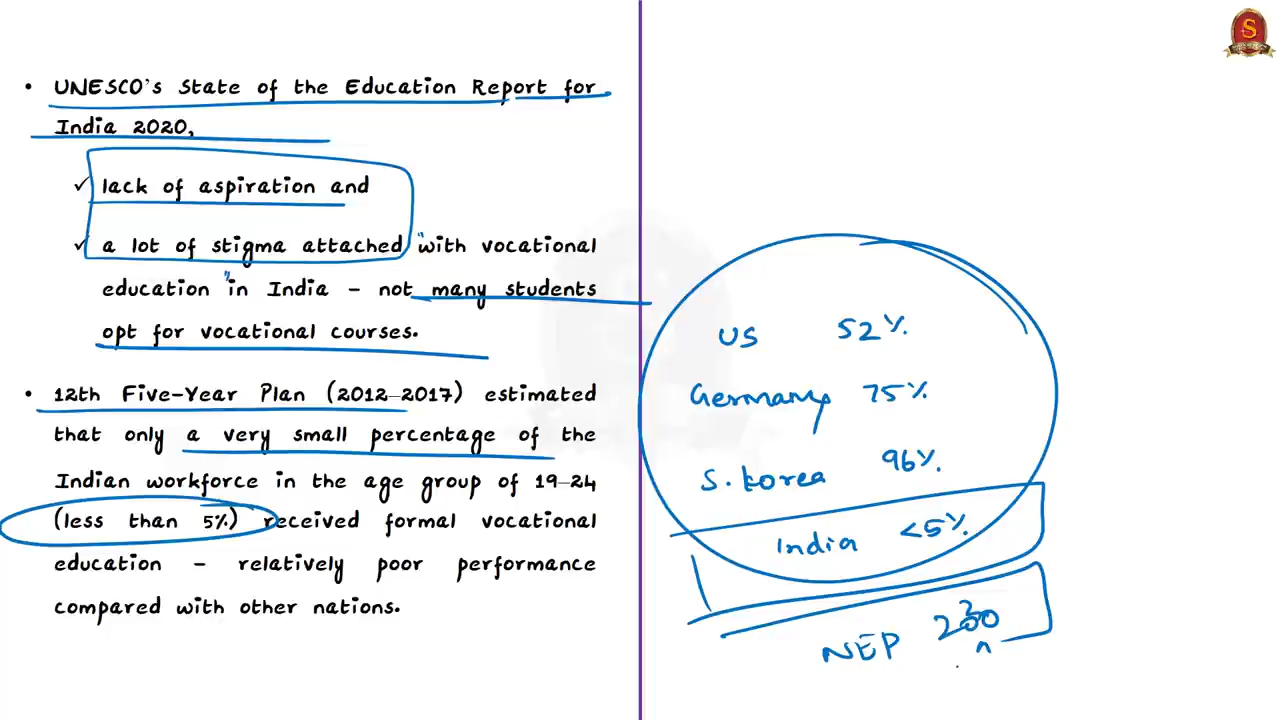 • UNESCO's State of the Education Report for
India 2020,
✓ lack of aspiration and
✓ a lot of stigma attached "with vocational
education" in India – not many students
opt for vocational courses.
• 12th Five-Year Plan (2012–2017) estimated
that only a very small percentage of the
Indian workforce in the age group of 19–24
(less than 5%) received formal vocational
education – relatively poor performance
compared with other nations.
S
US 52%
Germany 75%
S. Korea 96%
India <5%
NEP